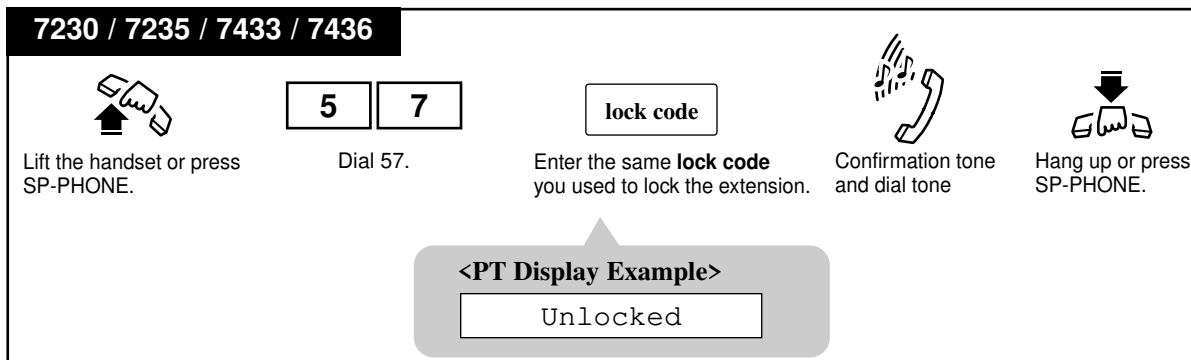 7230 / 7235 / 7433 / 7436
5 7
lock code
Lift the handset or press
SP-PHONE.
Dial 57.
Enter the same lock code
you used to lock the extension.
Confirmation tone
and dial tone
Hang up or press
SP-PHONE.
<PT Display Example>
Unlocked